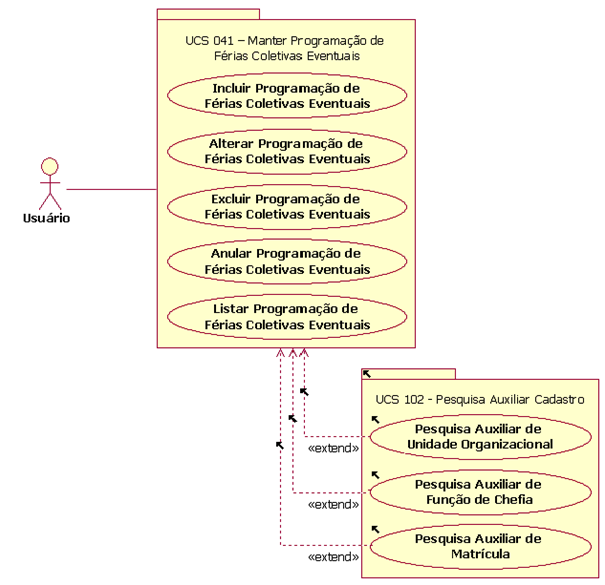 UCS 041 – Manter Programação de
Férias Coletivas Eventuais
Incluir Programação de
Férias Coletivas Eventuais
Alterar Programação de
Férias Coletivas Eventuais
Excluir Programação de
Férias Coletivas Eventuais
Anular Programação de
Férias Coletivas Eventuais
Listar Programação de
Férias Coletivas Eventuais
Usuário
UCS 102 - Pesquisa Auxiliar Cadastro
Pesquisa Auxiliar de
Unidade Organizacional
«extend»
Pesquisa Auxiliar de
Função de Chefia
«extend»
Pesquisa Auxiliar de
Matrícula
«extend»